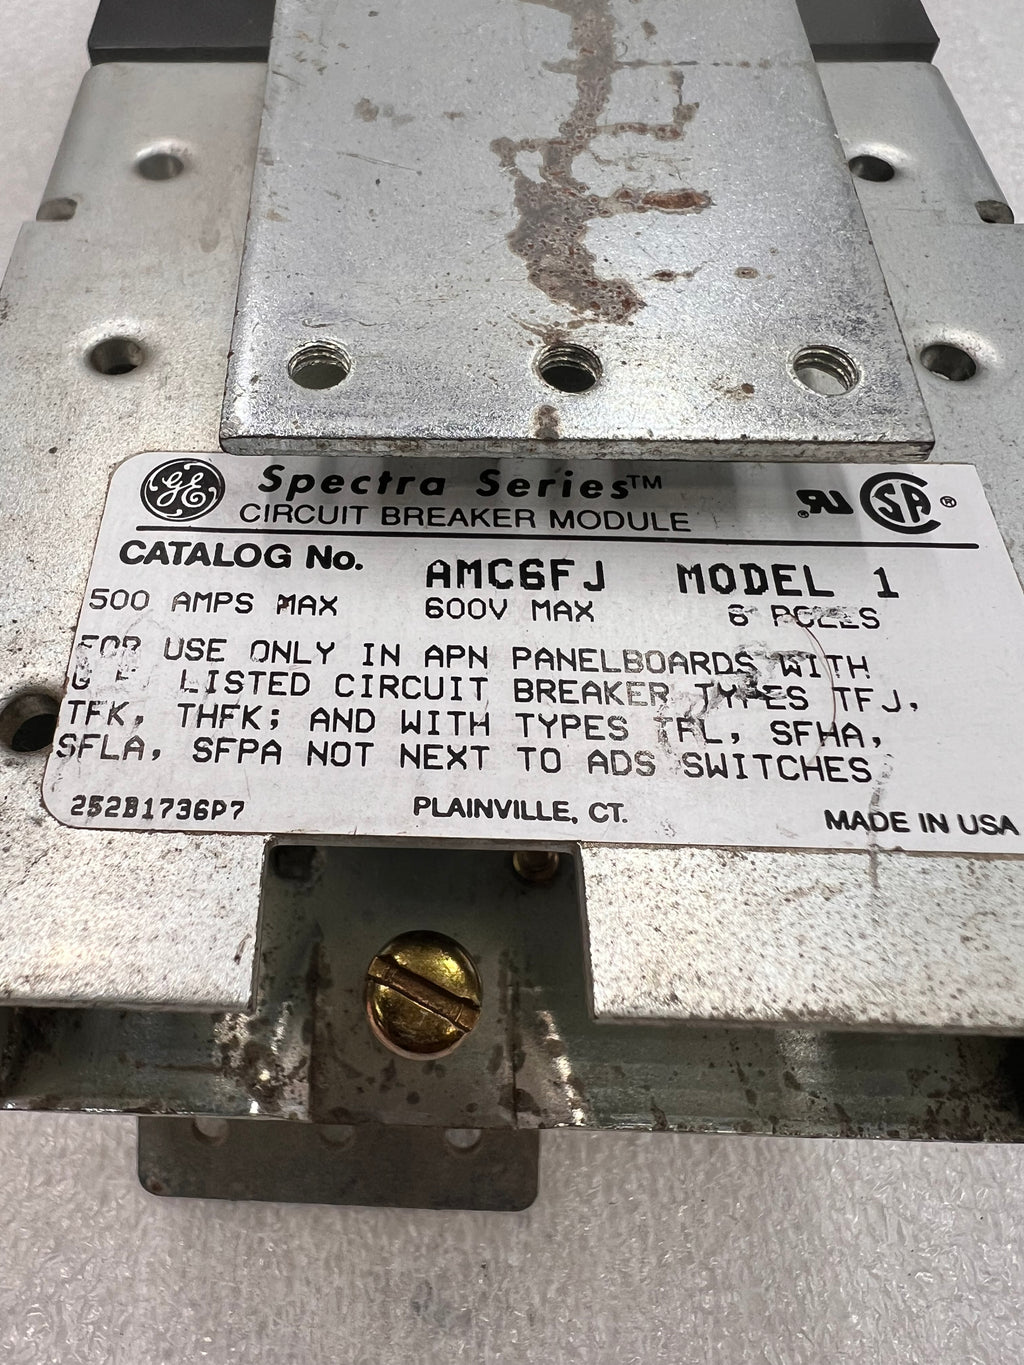 GE Spectra Series™ UR SA®
CIRCUIT BREAKER MODULE
CATALOG No. AMC6FJ MODEL 1
500 AMPS MAX 600V MAX 6 POLES
FOR USE ONLY IN APN PANELBOARDS WITH
LISTED CIRCUIT BREAKER TYPES TFJ,
TFK, THFK; AND WITH TYPES TFL, SFHA,
SFLA, SFPA NOT NEXT TO ADS SWITCHES
252B1736P7 PLAINVILLE, CT. MADE IN USA